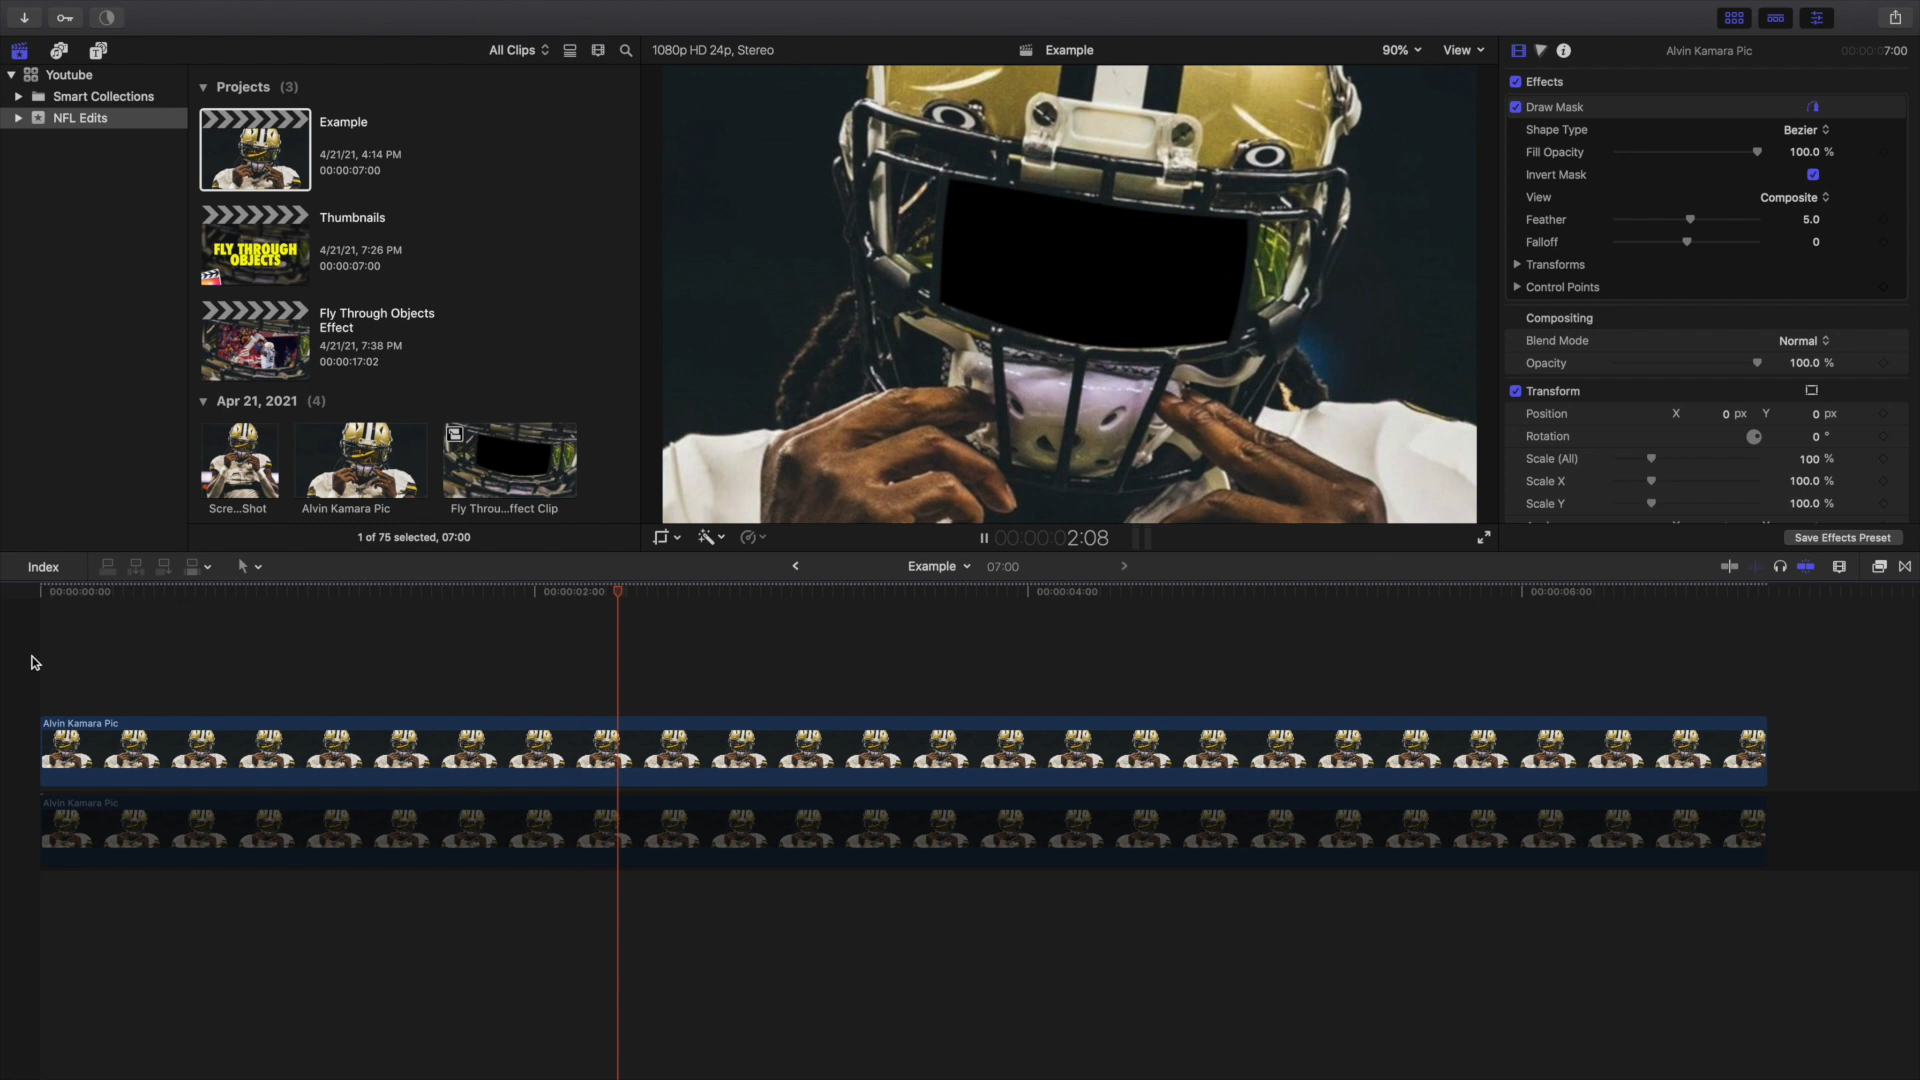 All Clips
1080p HD 24p, Stereo
Example
90%
View
Alvin Kamara Pic
00:00:07:00
Youtube
Smart Collections
NFL Edits
Projects (3)
Example
4/21/21, 4:14 PM
00:00:07:00
Thumbnails
4/21/21, 7:26 PM
00:00:07:00
FLY THROUGH
OBJECTS
Fly Through Objects
Effect
4/21/21, 7:38 PM
00:00:17:02
Apr 21, 2021 (4)
Scre...Shot
Alvin Kamara Pic
Fly Throu...ffect Clip
1 of 75 selected, 07:00
00:00:02:08
Effects
Draw Mask
Shape Type Bezier
Fill Opacity 100.0 %
Invert Mask
View Composite
Feather 5.0
Falloff 0
Transforms
Control Points
Compositing
Blend Mode Normal
Opacity 100.0 %
Transform
Position X 0 px Y 0 px
Rotation 0 °
Scale (All) 100 %
Scale X 100.0 %
Scale Y 100.0 %
Save Effects Preset
Index
Example
07:00
00:00:00:00
00:00:02:00
00:00:04:00
00:00:06:00
Alvin Kamara Pic
Alvin Kamara Pic